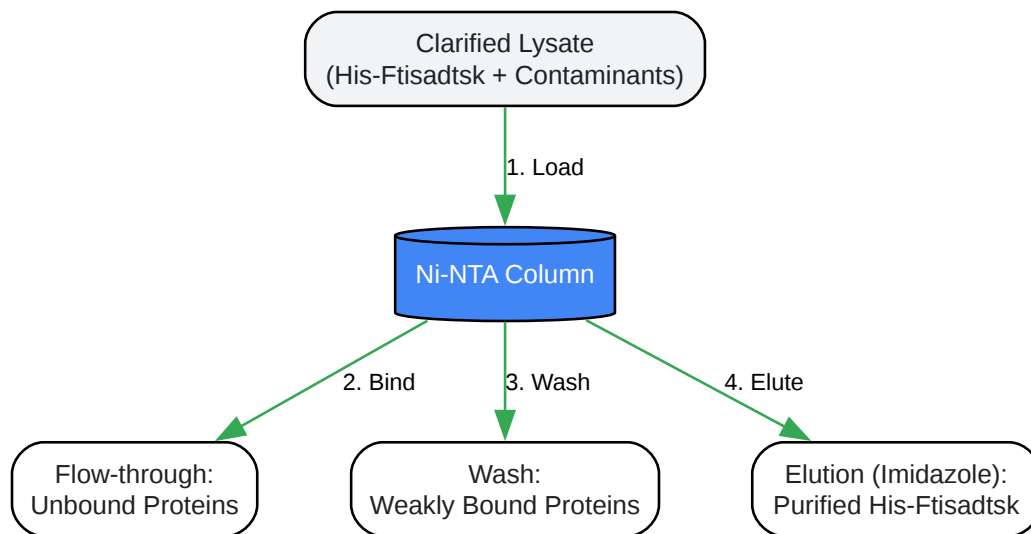 Clarified Lysate
(His-Ftisadtsk + Contaminants)
1. Load
Ni-NTA Column
2. Bind
3. Wash
4. Elute
Flow-through:
Unbound Proteins
Wash:
Weakly Bound Proteins
Elution (Imidazole):
Purified His-Ftisadtsk